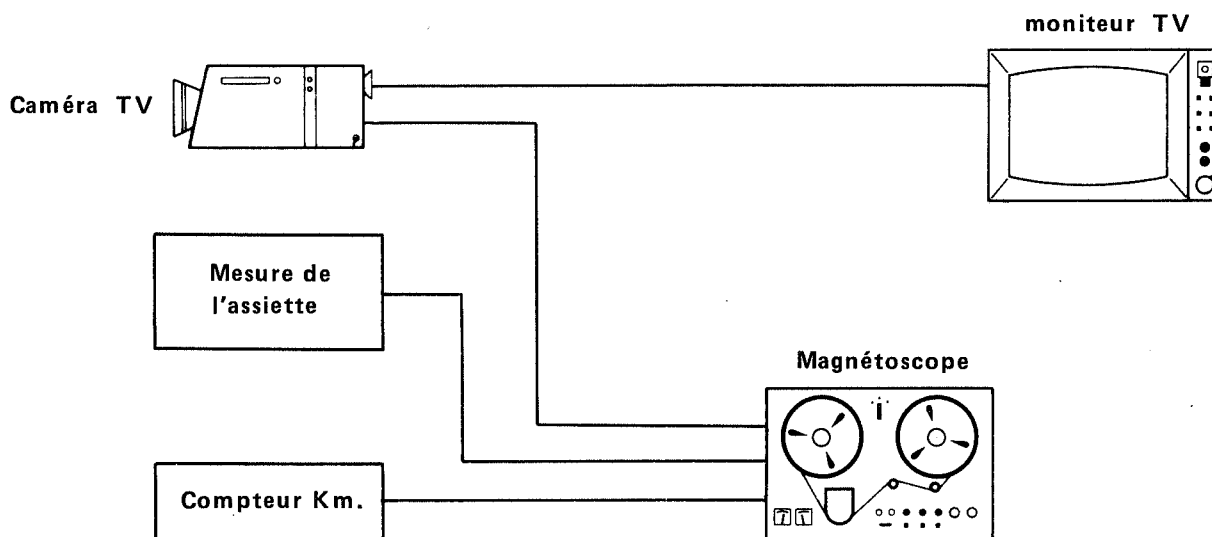 moniteur TV
Caméra TV
Mesure de
l'assiette
Magnétoscope
Compteur Km.